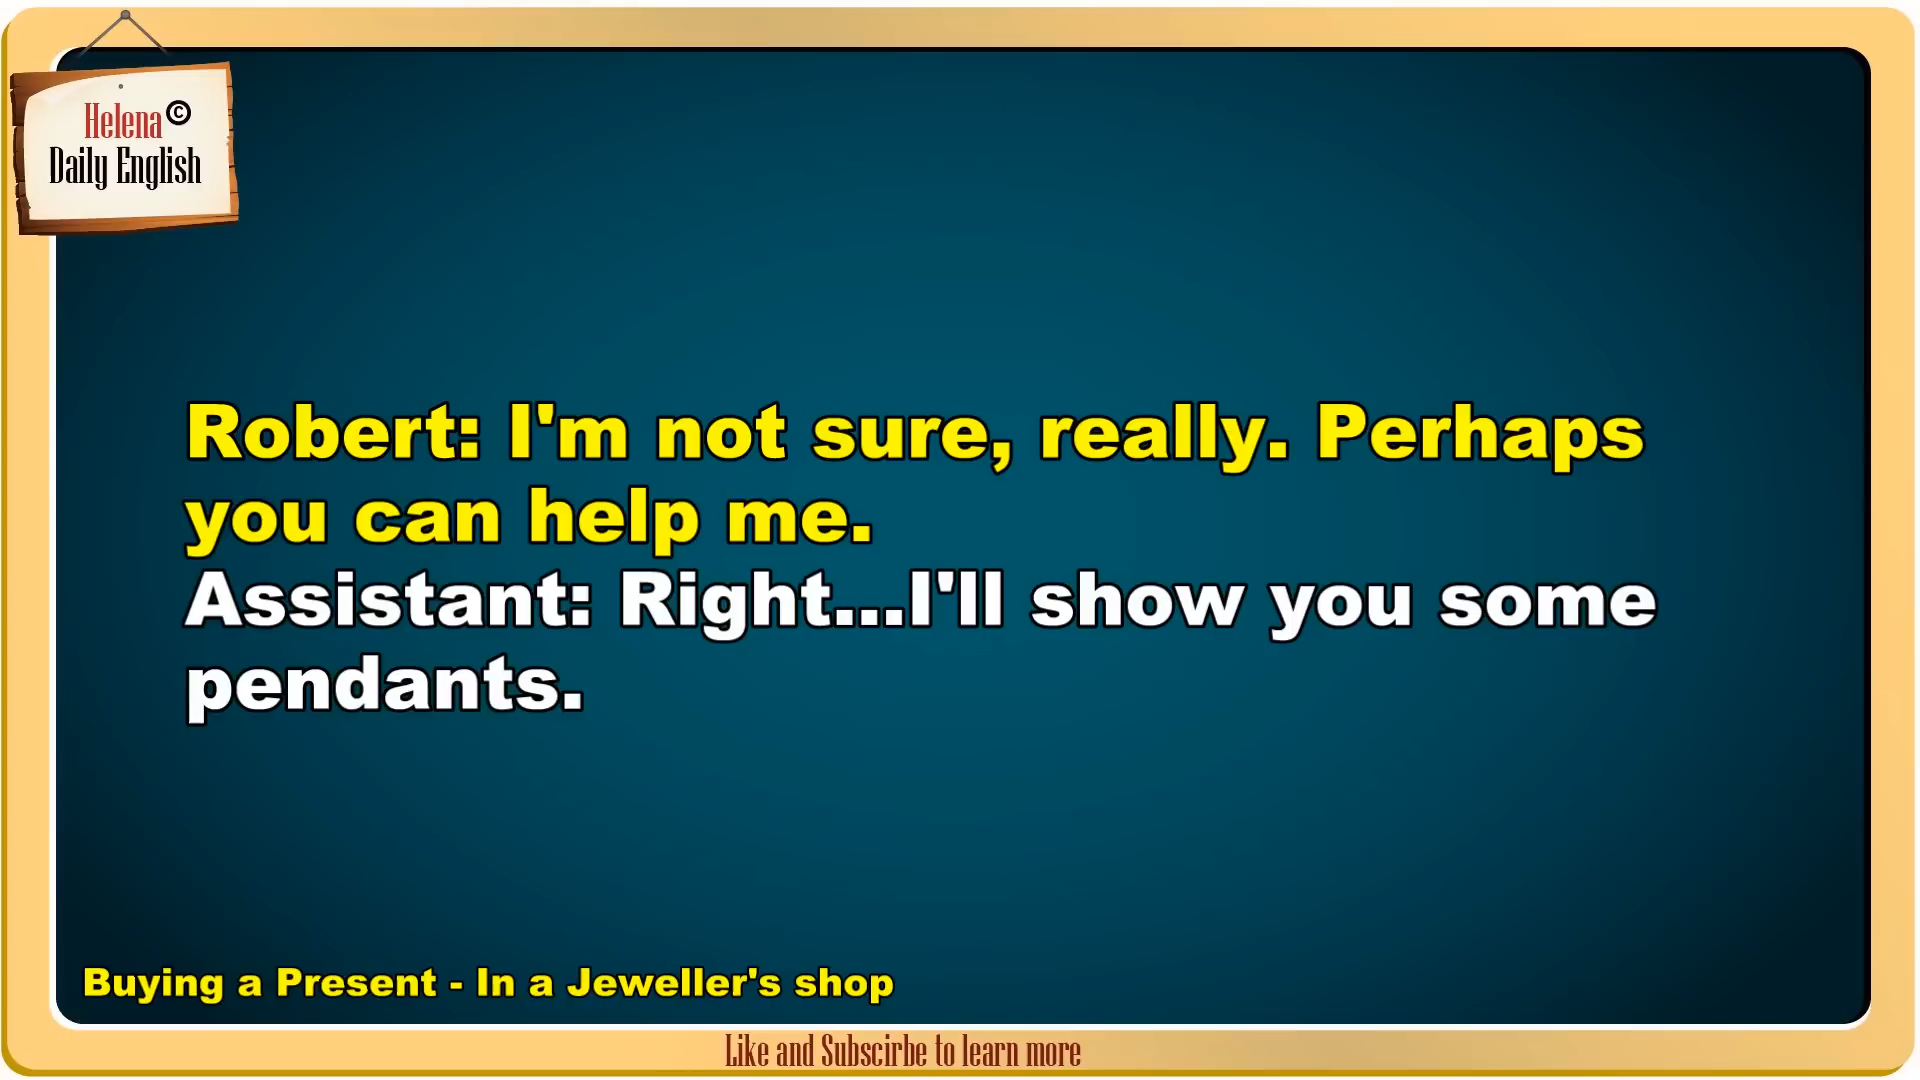 Helena©
Daily English
Robert: I'm not sure, really. Perhaps
you can help me.
Assistant: Right...I'll show you some
pendants.
Buying a Present - In a Jeweller's shop
Like and Subscirbe to learn more